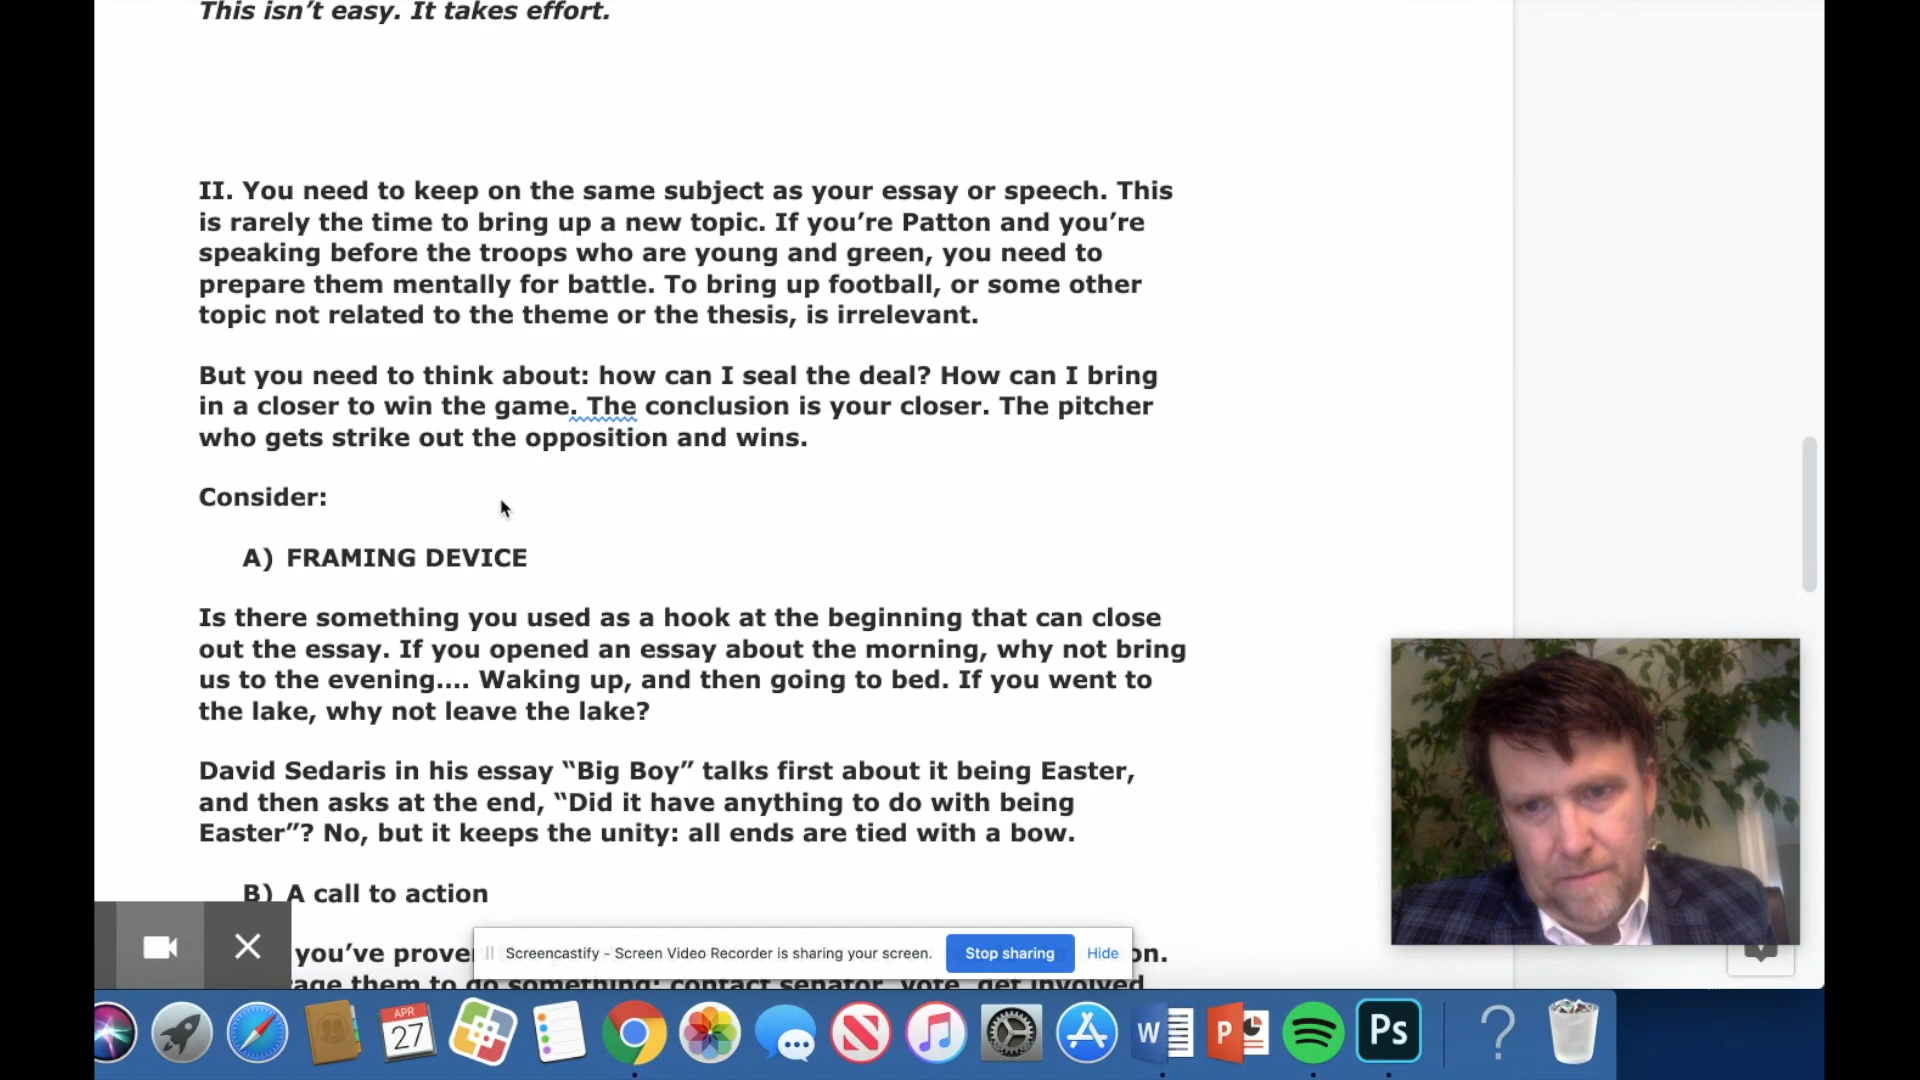 This isn’t easy. It takes effort.
II. You need to keep on the same subject as your essay or speech. This
is rarely the time to bring up a new topic. If you’re Patton and you’re
speaking before the troops who are young and green, you need to
prepare them mentally for battle. To bring up football, or some other
topic not related to the theme or the thesis, is irrelevant.
But you need to think about: how can I seal the deal? How can I bring
in a closer to win the game. The conclusion is your closer. The pitcher
who gets strike out the opposition and wins.
Consider:
A) FRAMING DEVICE
Is there something you used as a hook at the beginning that can close
out the essay. If you opened an essay about the morning, why not bring
us to the evening.... Waking up, and then going to bed. If you went to
the lake, why not leave the lake?
David Sedaris in his essay “Big Boy” talks first about it being Easter,
and then asks at the end, “Did it have anything to do with being
Easter”? No, but it keeps the unity: all ends are tied with a bow.
B) A call to action
you’ve
Screencastify - Screen Video Recorder is sharing your screen.
Stop sharing
Hide
them to do something: contact senator, vote, get involved
APR
27
W
P
Ps
?